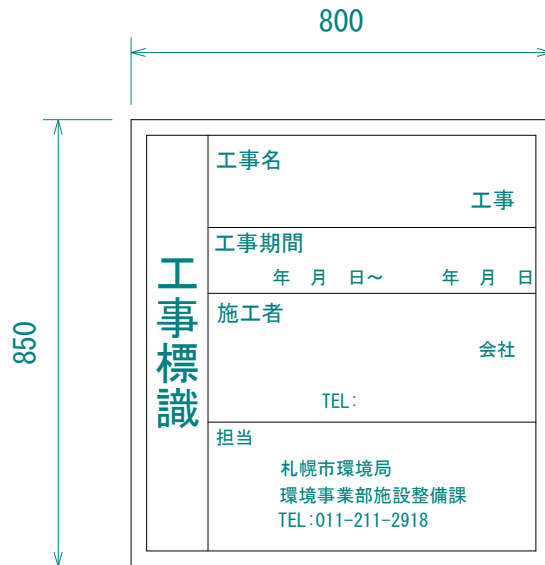 800
850
工事標識
工事名
工事
工事期間
年 月 日～ 年 月 日
施工者
会社
TEL:
担当
札幌市環境局
環境事業部施設整備課
TEL:011-211-2918